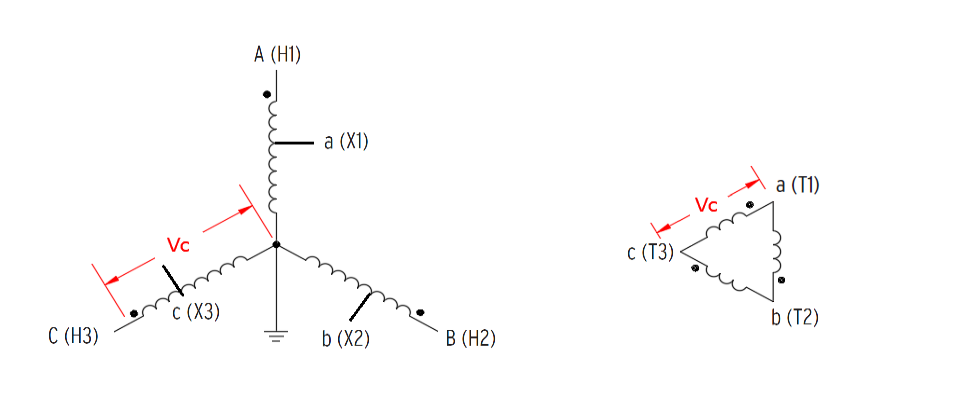 A (H1)
a (X1)
Vc
c (X3)
C (H3)
b (X2)
B (H2)
a (T1)
Vc
c (T3)
b (T2)